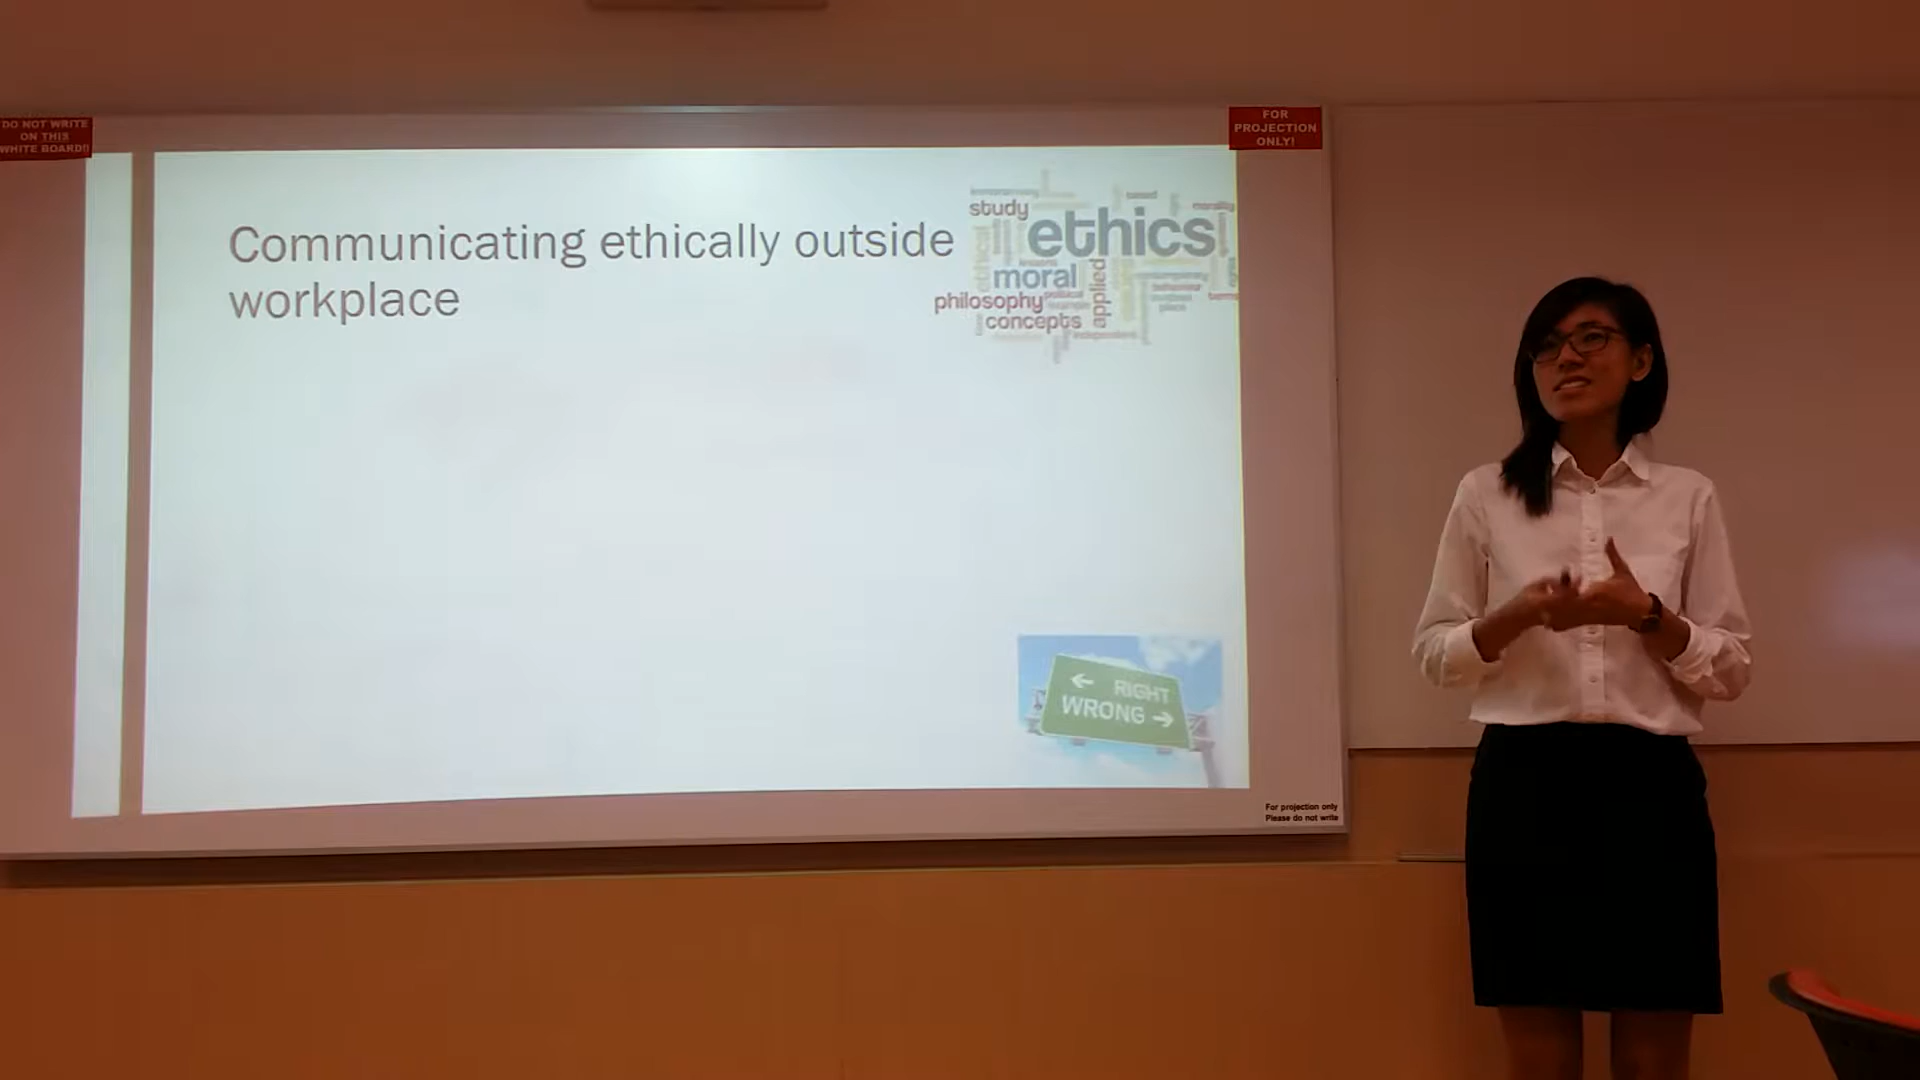 DO NOT WRITE
ON THIS
WHITE BOARD!!
FOR
PROJECTION
ONLY!
Communicating ethically outside
workplace
study
ethics
moral
applied
philosophy
concepts
RIGHT
WRONG
For projection only
Please do not write